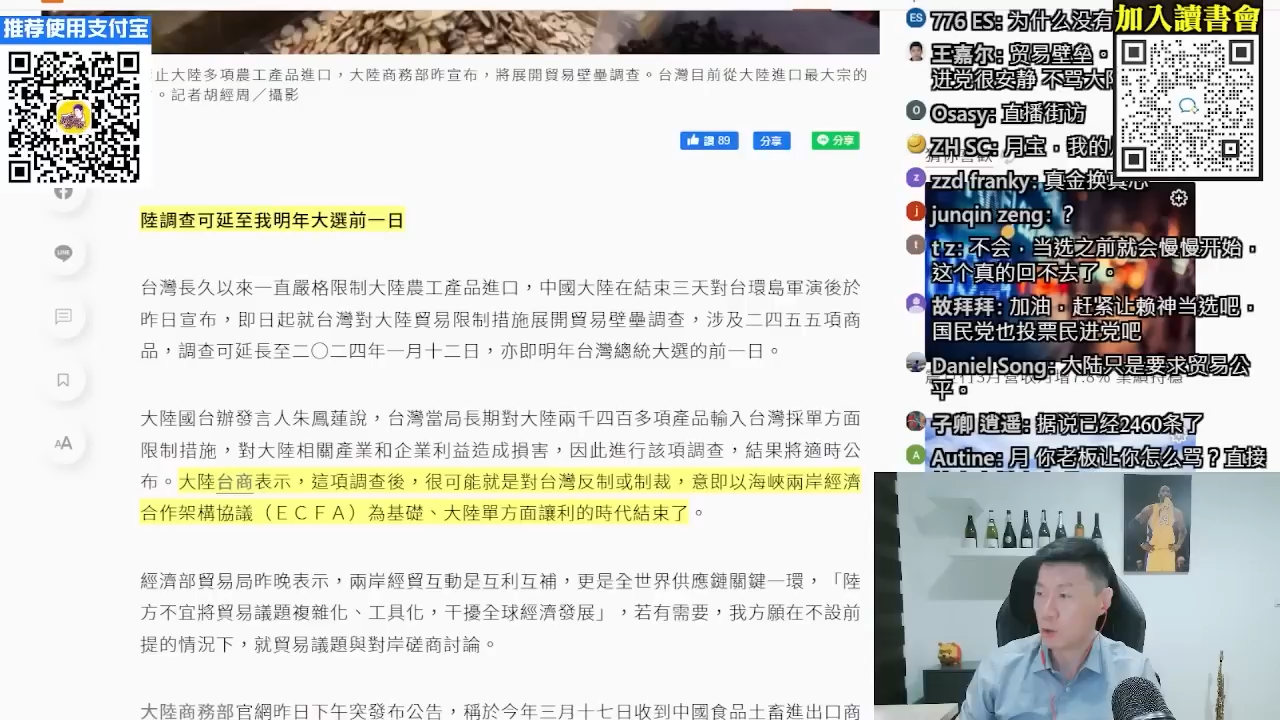 推荐使用支付宝
止大陸多項農工產品進口，大陸商務部昨宣布，將展開貿易壁壘調查。台灣目前從大陸進口最大宗的
。記者胡經周／攝影
讚 89
分享
分享
陸調查可延至我明年大選前一日
台灣長久以來一直嚴格限制大陸農工產品進口，中國大陸在結束三天對台環島軍演後於
昨日宣布，即日起就台灣對大陸貿易限制措施展開貿易壁壘調查，涉及二四五五項商
品，調查可延長至二〇二四年一月十二日，亦即明年台灣總統大選的前一日。
大陸國台辦發言人朱鳳蓮說，台灣當局長期對大陸兩千四百多項產品輸入台灣採單方面
限制措施，對大陸相關產業和企業利益造成損害，因此進行該項調查，結果將適時公
布。大陸台商表示，這項調查後，很可能就是對台灣反制或制裁，意即以海峽兩岸經濟
合作架構協議（ＥＣＦＡ）為基礎、大陸單方面讓利的時代結束了。
經濟部貿易局昨晚表示，兩岸經貿互動是互利互補，更是全世界供應鏈關鍵一環，「陸
方不宜將貿易議題複雜化、工具化，干擾全球經濟發展」，若有需要，我方願在不設前
提的情況下，就貿易議題與對岸磋商討論。
大陸商務部官網昨日下午突發布公告，稱於今年三月十七日收到中國食品土畜進出口商
LINE
AA
加入讀書會
776 ES: 为什么没有
王嘉尔: 贸易壁垒。
进党很安静 不骂大陆
Osasy: 直播街访
ZH SC: 月宝，我的
zzd franky: 真金换真心
junqin zeng: ？
t z: 不会，当选之前就会慢慢开始，
这个真的回不去了。
故拜拜: 加油，赶紧让赖神当选吧，
国民党也投票民进党吧
Daniel Song: 大陆只是要求贸易公
平。
子卿 逍遥: 据说已经2460条了
Autine: 月 你老板让你怎么骂？直接